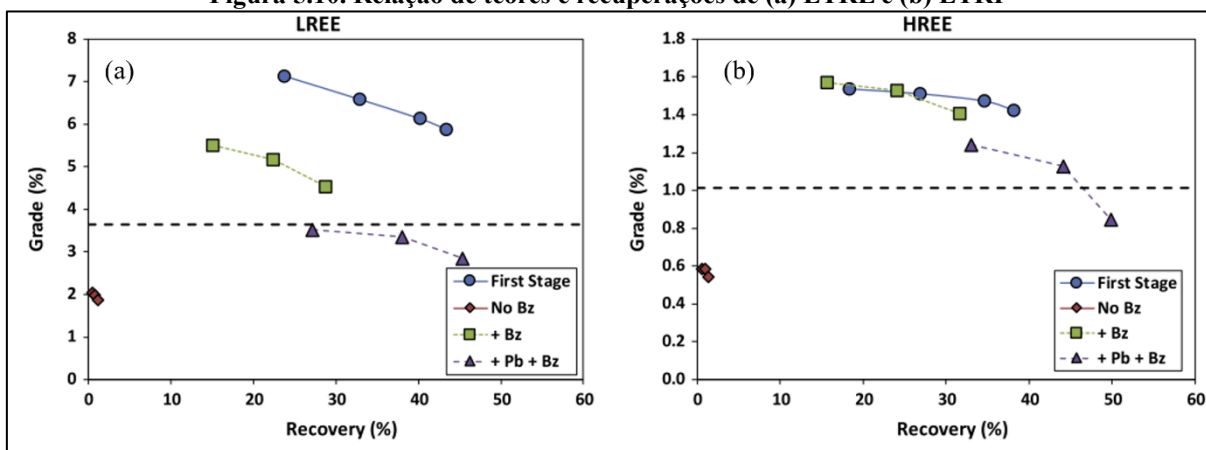 Figura 3.10: Relação de teores e recuperações de (a) ETRL e (b) ETRP
LREE
(a)
8
7
6
5
4
3
2
1
0
Grade (%)
0 10 20 30 40 50 60
Recovery (%)
First Stage
No Bz
+ Bz
+ Pb + Bz
HREE
(b)
1.8
1.6
1.4
1.2
1.0
0.8
0.6
0.4
0.2
0.0
Grade (%)
0 10 20 30 40 50 60
Recovery (%)
First Stage
No Bz
+ Bz
+ Pb + Bz